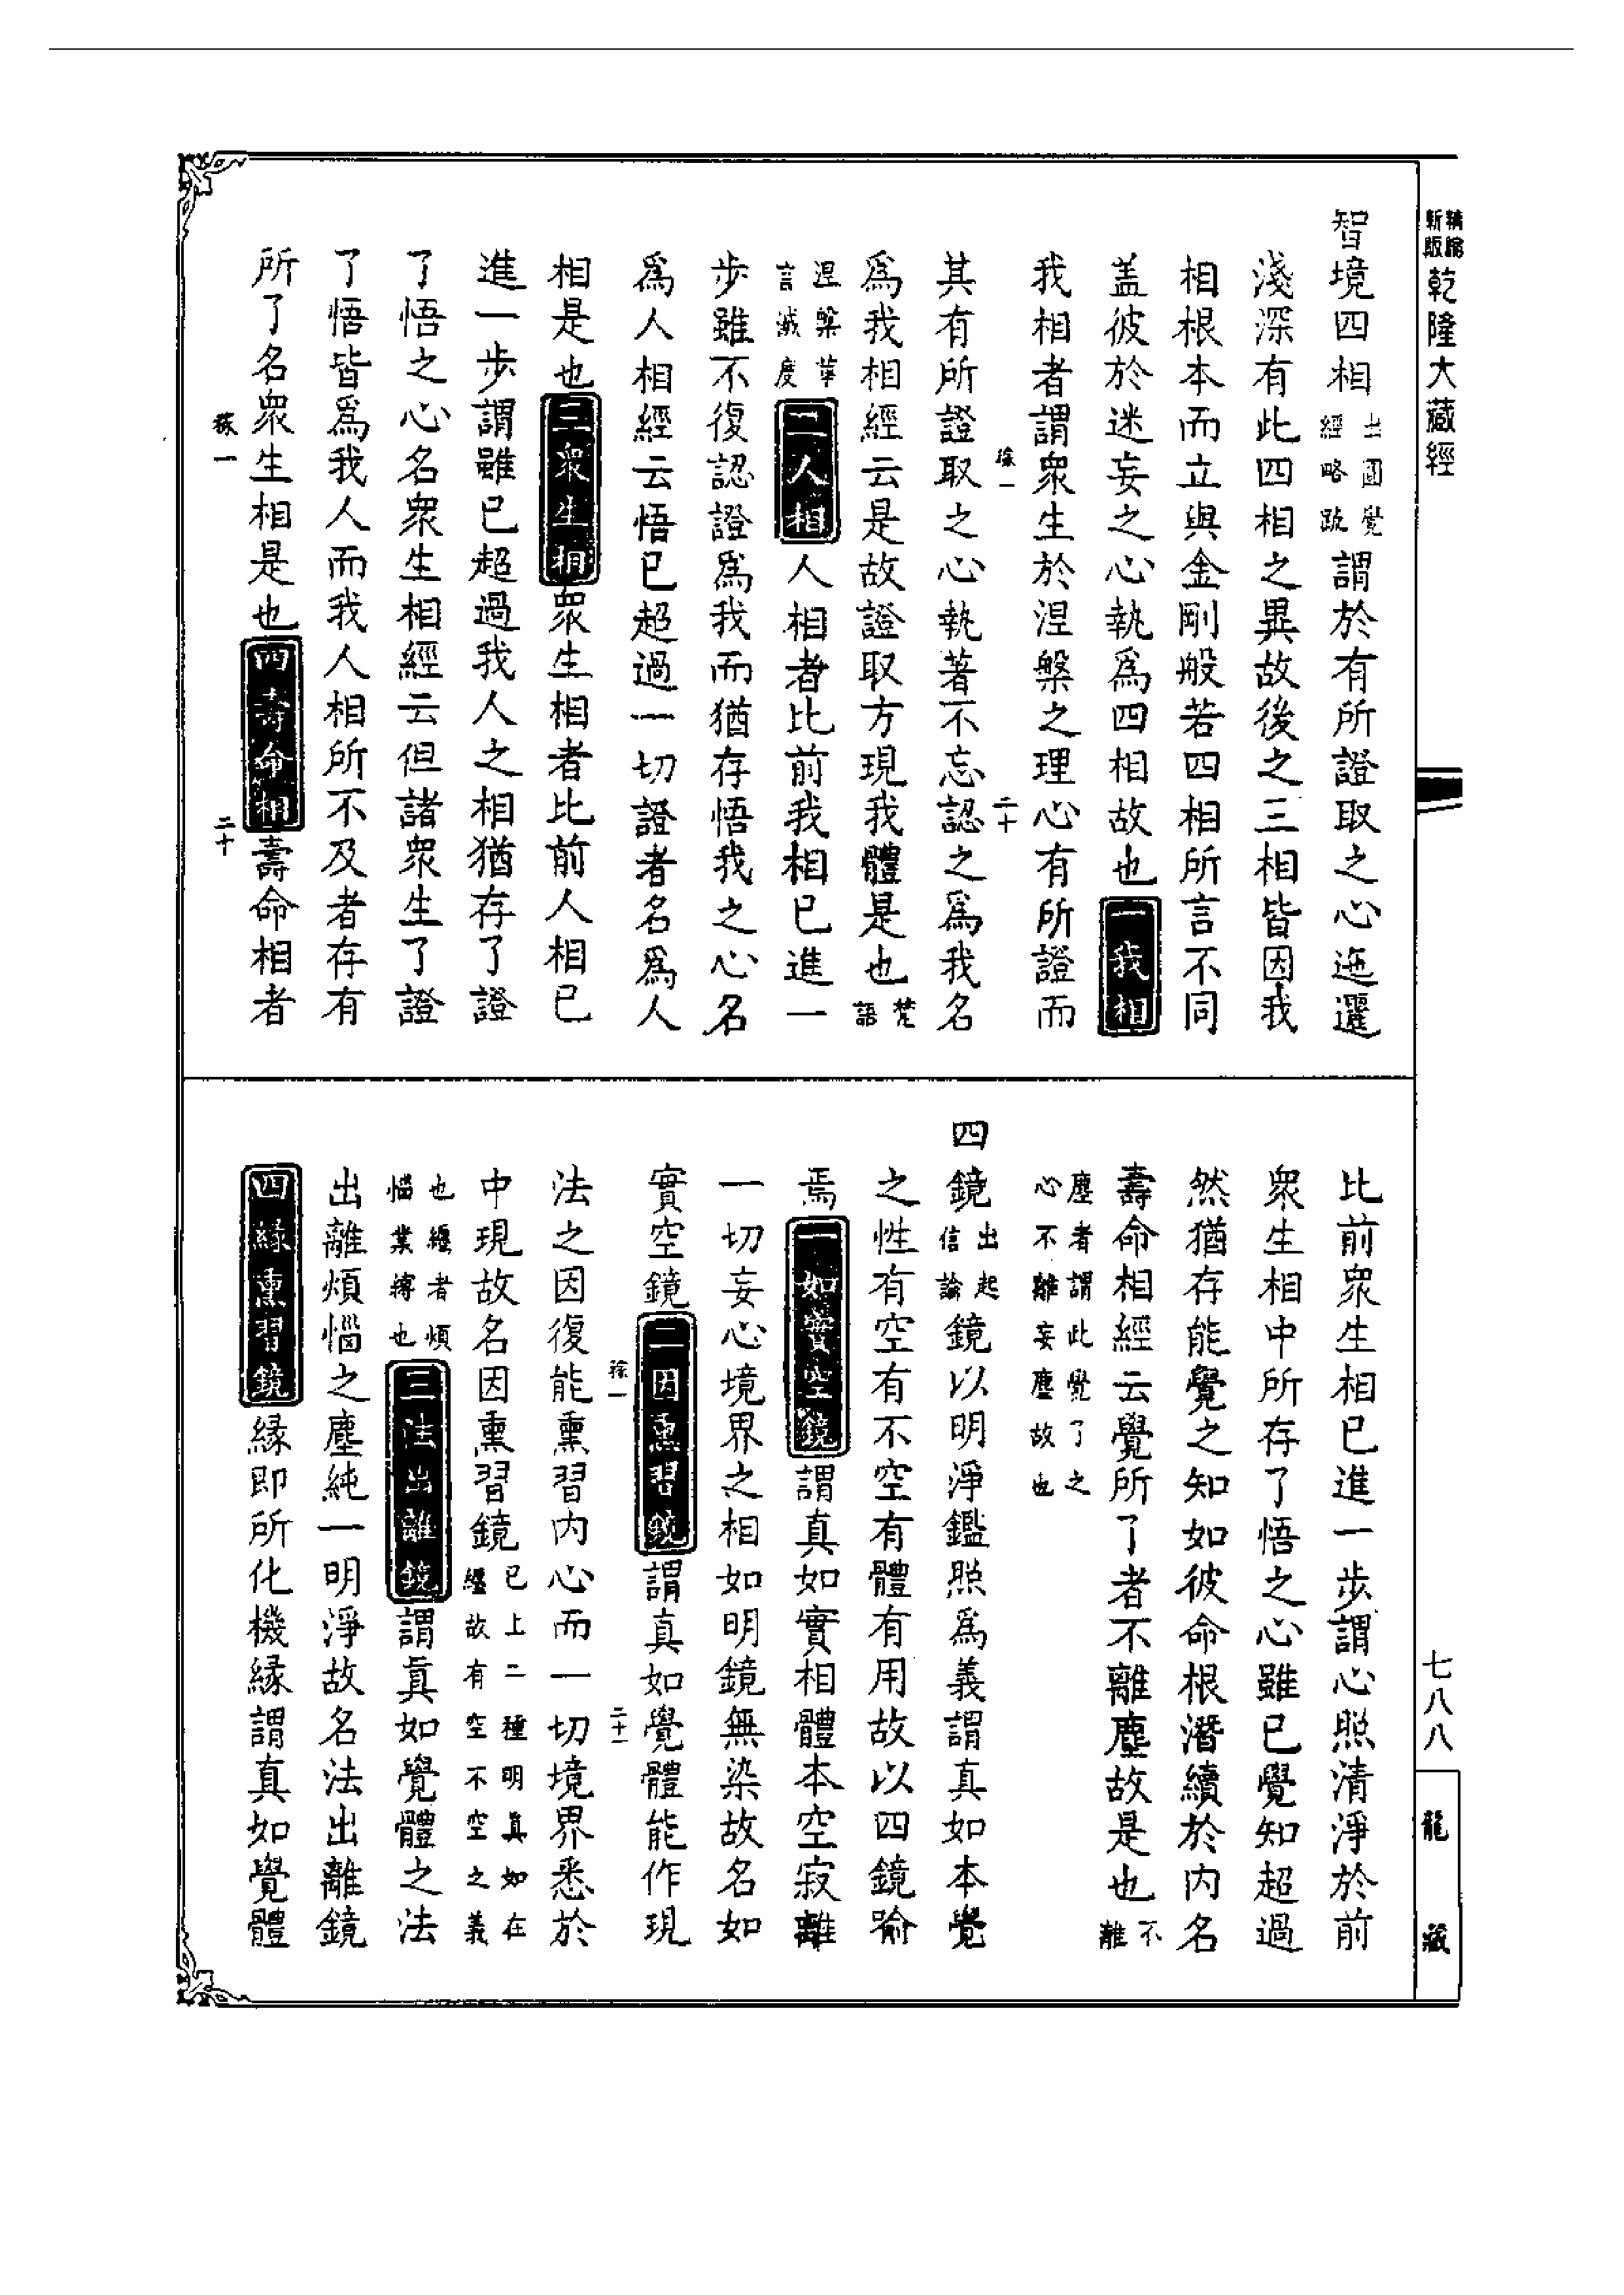 精縮
新版
乾隆大藏經
七八八
龍藏
智境四相出圓覺經略䟽謂於有所證取之心迤邐
淺深有此四相之異故後之三相皆因我
相根本而立與金剛般若四相所言不同
盖彼於迷妄之心執爲四相故也一我相
我相者謂衆生於涅槃之理心有所證而
稼一
二十
其有所證取之心執著不忘認之爲我名
爲我相經云是故證取方現我體是也梵語
涅槃華言滅度二人相人相者比前我相已進一
步雖不復認證爲我而猶存悟我之心名
爲人相經云悟已超過一切證者名爲人
相是也三衆生相衆生相者比前人相已
進一步謂雖已超過我人之相猶存了證
了悟之心名衆生相經云但諸衆生了證
了悟皆爲我人而我人相所不及者存有
所了名衆生相是也四壽命相壽命相者
稼一
二十
比前衆生相已進一步謂心照清淨於前
衆生相中所存了悟之心雖已覺知超過
然猶存能覺之知如彼命根潛續於內名
壽命相經云覺所了者不離塵故是也不離
塵者謂此覺了之心不離妄塵故也
四鏡出起信論鏡以明淨鑑照爲義謂真如本覺
之性有空有不空有體有用故以四鏡喻
焉一如實空鏡謂真如實相體本空寂離
一切妄心境界之相如明鏡無染故名如
實空鏡二因熏習鏡謂真如覺體能作現
稼一
二十一
法之因復能熏習內心而一切境界悉於
中現故名因熏習鏡已上二種明真如在纏故有空不空之義
也纏者煩惱業縛也三法出離鏡謂眞如覺體之法
出離煩惱之塵純一明淨故名法出離鏡
四緣熏習鏡緣即所化機緣謂真如覺體